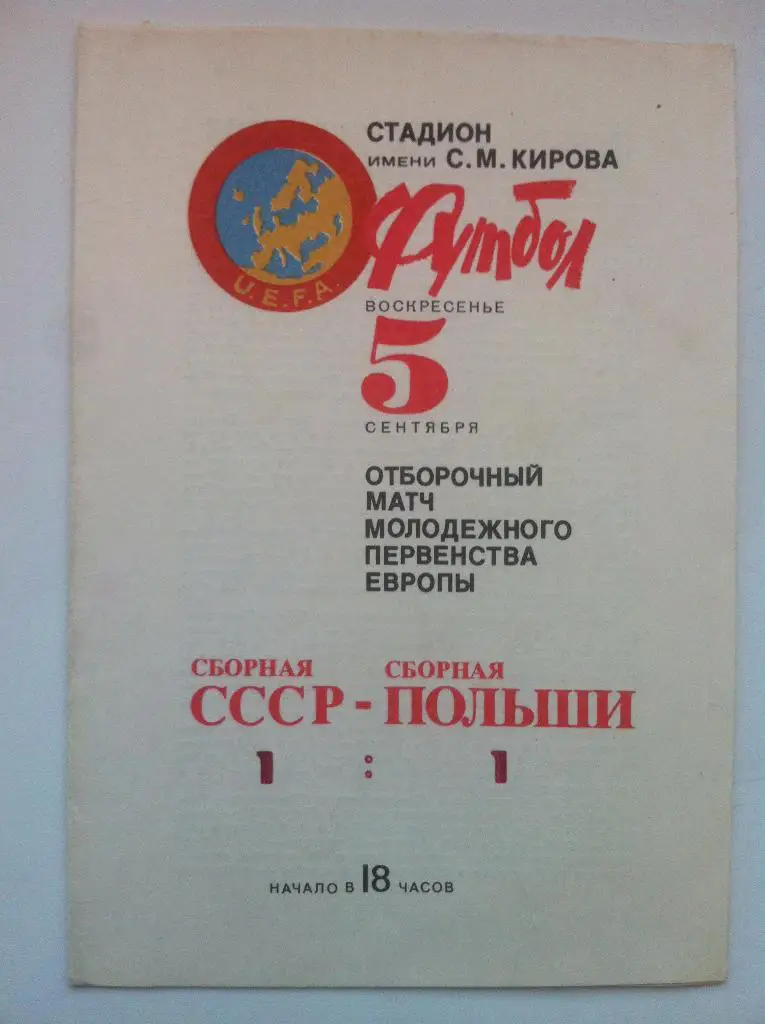 СТАДИОН
ИМЕНИ С.М.КИРОВА
U.E.F.A.
Футбол
ВОСКРЕСЕНЬЕ
5
СЕНТЯБРЯ
ОТБОРОЧНЫЙ
МАТЧ
МОЛОДЕЖНОГО
ПЕРВЕНСТВА
ЕВРОПЫ
СБОРНАЯ СБОРНАЯ
СССР - ПОЛЬШИ
1 : 1
НАЧАЛО В 18 ЧАСОВ